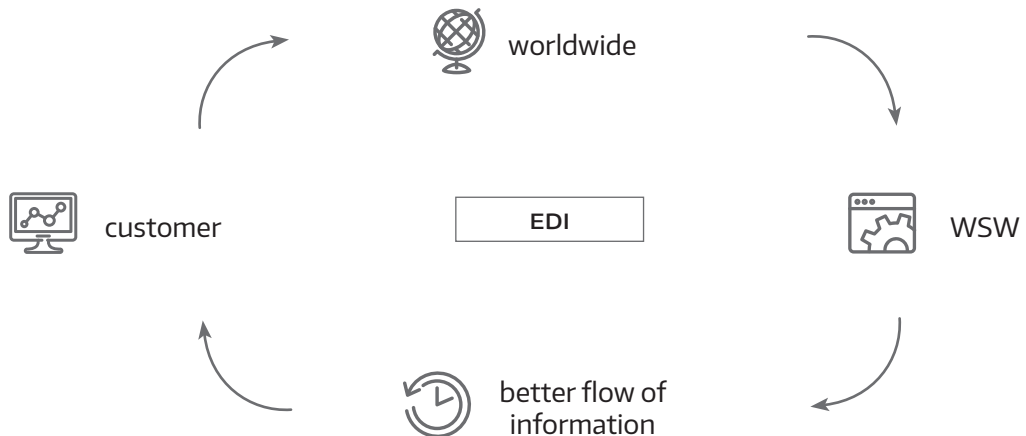 worldwide
customer
EDI
WSW
better flow of
information